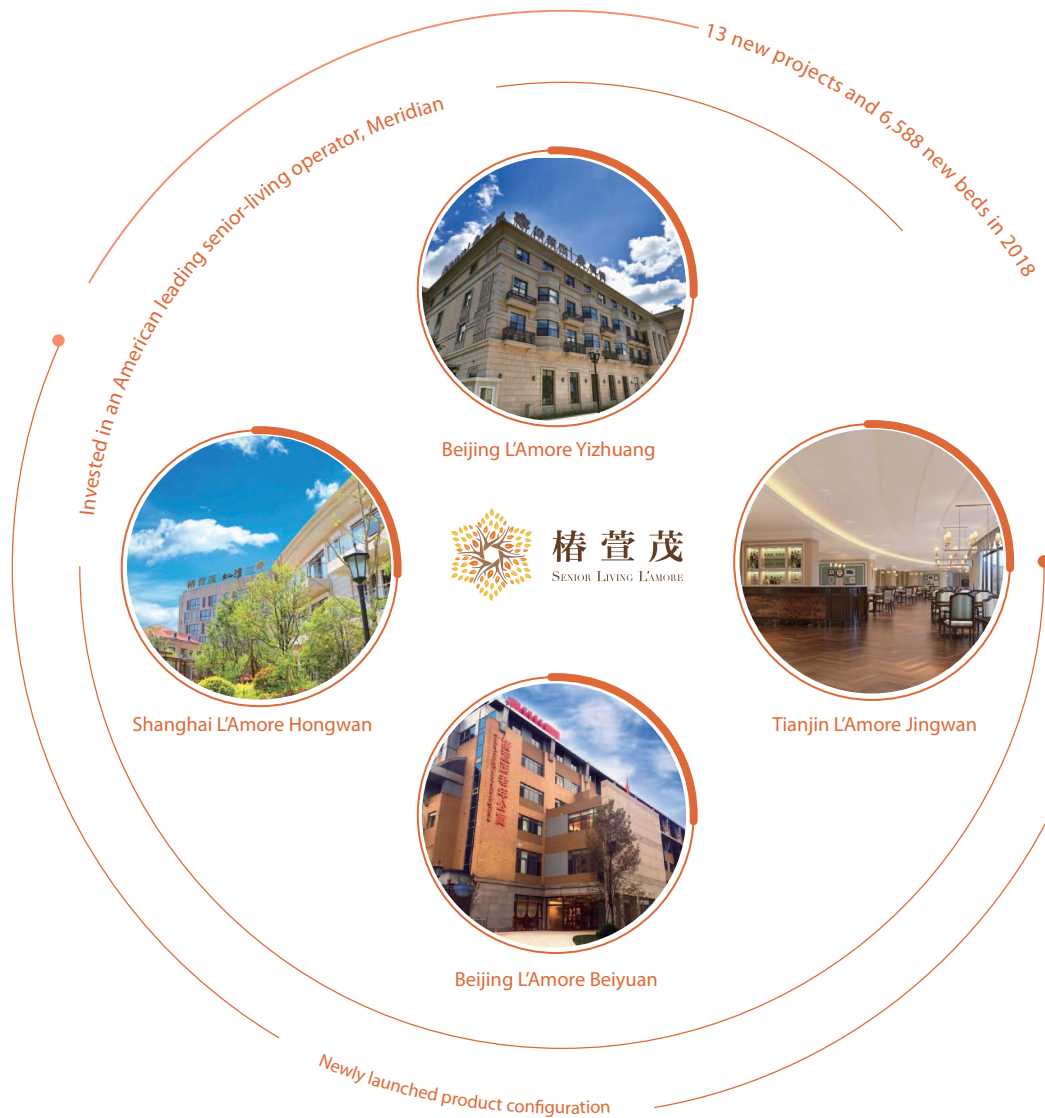 13 new projects and 6,588 new beds in 2018
Invested in an American leading senior-living operator, Meridian
Beijing L'Amore Yizhuang
椿萱茂
SENIOR LIVING L'AMORE
Shanghai L'Amore Hongwan
Tianjin L'Amore Jingwan
Beijing L'Amore Beiyuan
Newly launched product configuration